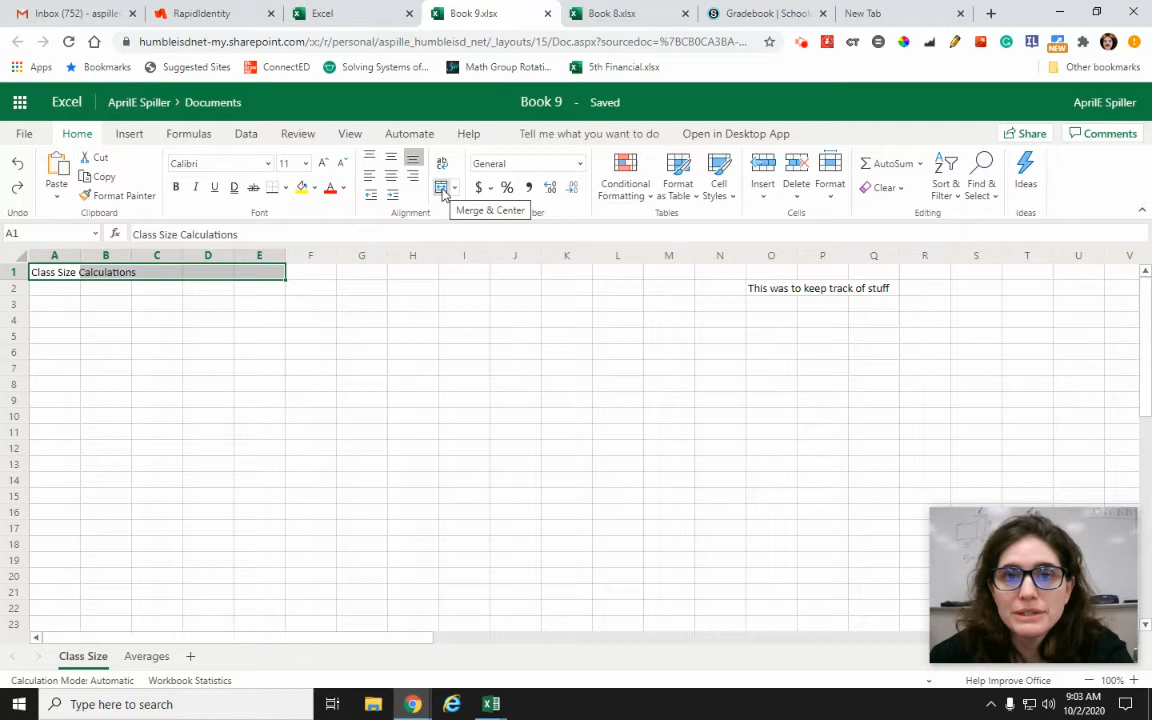 Inbox (752) - aspille
RapidIdentity
Excel
Book 9.xlsx
Book 8.xlsx
Gradebook | School
New Tab
humbleisdnet-my.sharepoint.com/:x:/r/personal/aspille_humbleisd_net/_layouts/15/Doc.aspx?sourcedoc=%7BCB0CA3BA-...
NEW
Apps
Bookmarks
Suggested Sites
ConnectED
Solving Systems of...
Math Group Rotati...
5th Financial.xlsx
Other bookmarks
Excel
AprilE Spiller > Documents
Book 9 - Saved
AprilE Spiller
File Home Insert Formulas Data Review View Automate Help Tell me what you want to do Open in Desktop App Share Comments
Paste
Cut
Copy
Format Painter
Calibri 11
B I U D ab
General
$ % ,
Conditional Formatting
Format as Table
Cell Styles
Insert Delete Format
AutoSum
Clear
Sort & Filter
Find & Select
Ideas
Undo Clipboard Font Alignment ber Tables Cells Editing Ideas
Merge & Center
A1 fx Class Size Calculations
A B C D E F G H I J K L M N O P Q R S T U V
1 Class Size Calculations
2 This was to keep track of stuff
3
4
5
6
7
8
9
10
11
12
13
14
15
16
17
18
19
20
21
22
23
Class Size Averages
Calculation Mode: Automatic Workbook Statistics Help Improve Office 100%
Type here to search
9:03 AM
10/2/2020